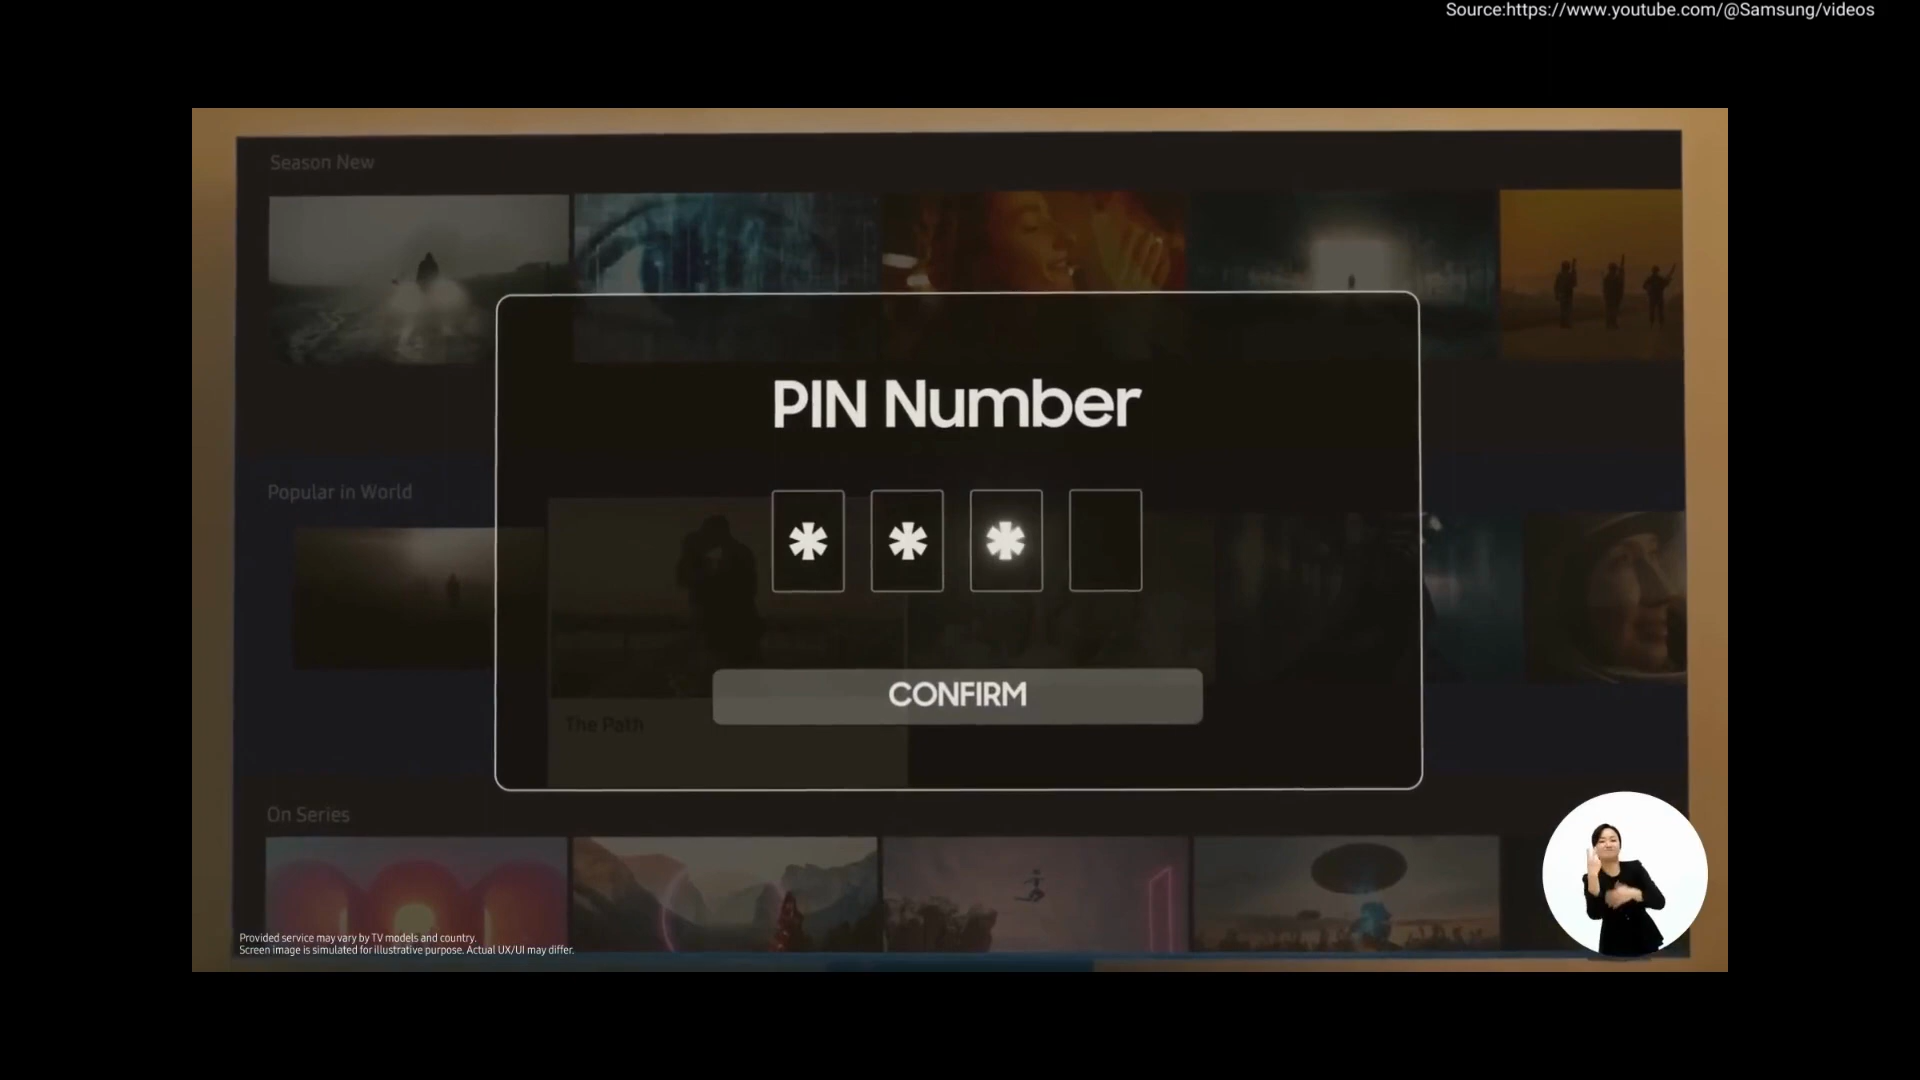 Source:https://www.youtube.com/@Samsung/videos
Season New
PIN Number
* * *
Popular in World
CONFIRM
The Path
On Series
Provided service may vary by TV models and country.
Screen image is simulated for illustrative purpose. Actual UX/UI may differ.